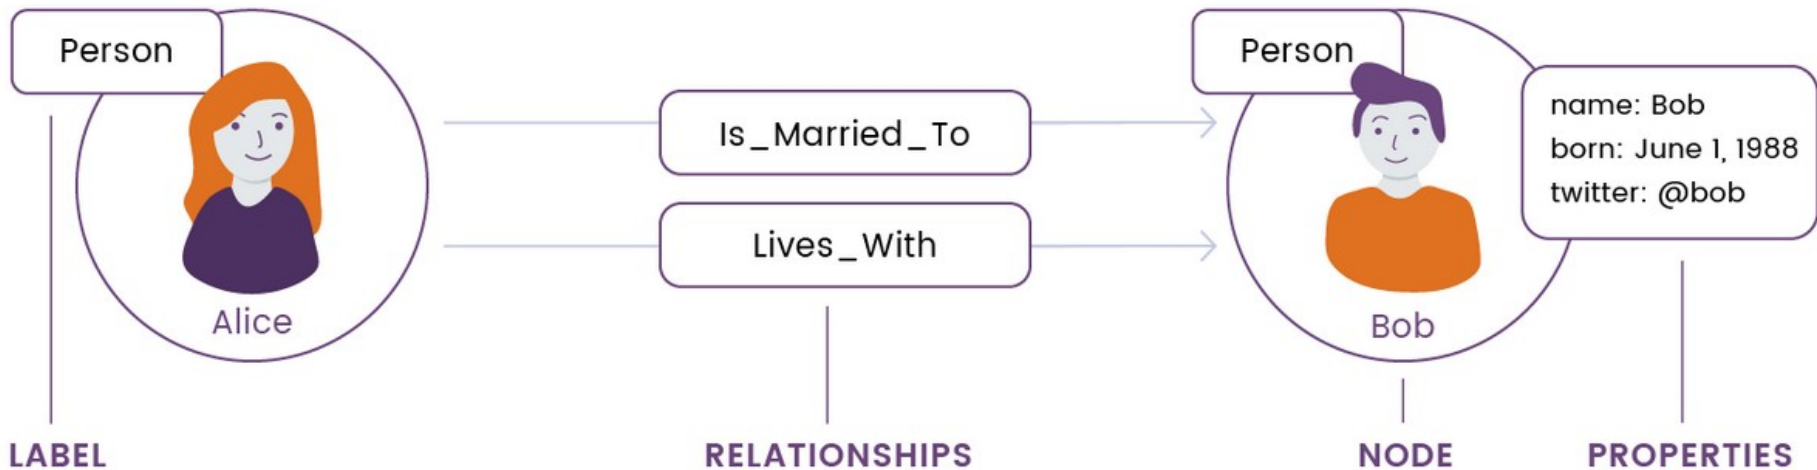 Person
Alice
Is_Married_To
Lives_With
Person
name: Bob
born: June 1, 1988
twitter: @bob
Bob
LABEL
RELATIONSHIPS
NODE
PROPERTIES